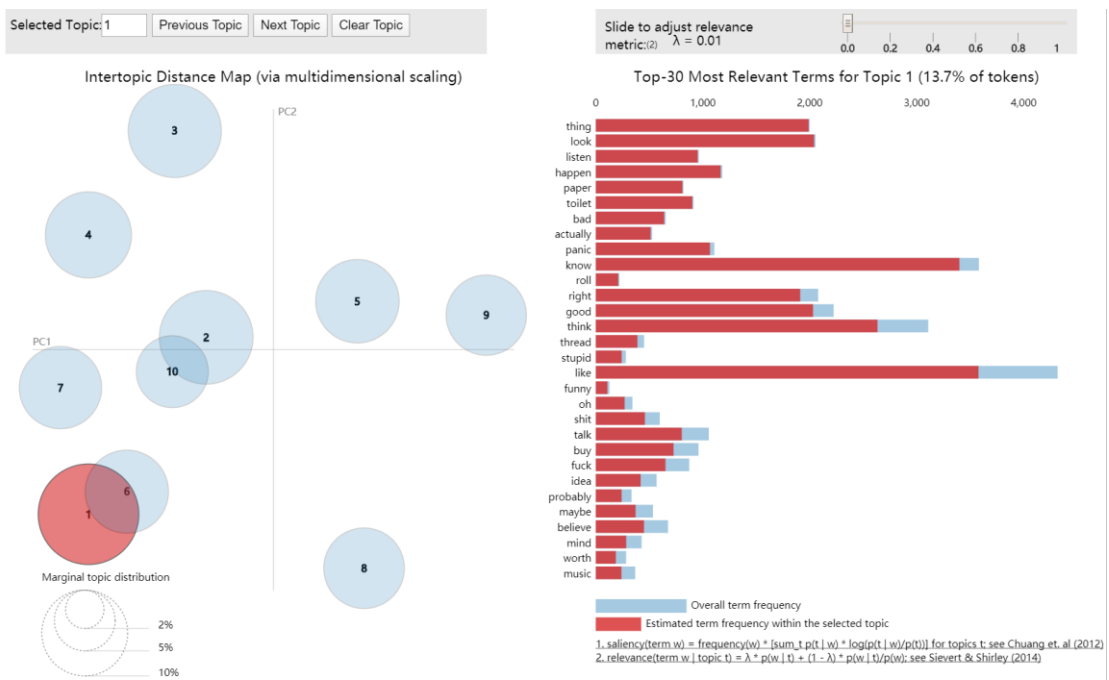 Selected Topic: 1 Previous Topic Next Topic Clear Topic
Slide to adjust relevance
metric:(2) λ = 0.01
0.0 0.2 0.4 0.6 0.8 1
Intertopic Distance Map (via multidimensional scaling)
PC2
PC1
3
4
5
9
2
10
7
6
1
8
Marginal topic distribution
2%
5%
10%
Top-30 Most Relevant Terms for Topic 1 (13.7% of tokens)
0 1,000 2,000 3,000 4,000
thing
look
listen
happen
paper
toilet
bad
actually
panic
know
roll
right
good
think
thread
stupid
like
funny
oh
shit
talk
buy
fuck
idea
probably
maybe
believe
mind
worth
music
Overall term frequency
Estimated term frequency within the selected topic
1. saliency(term w) = frequency(w) * [sum_t p(t | w) * log(p(t | w)/p(t))] for topics t; see Chuang et. al (2012)
2. relevance(term w | topic t) = λ * p(w | t) + (1 - λ) * p(w | t)/p(w); see Sievert & Shirley (2014)